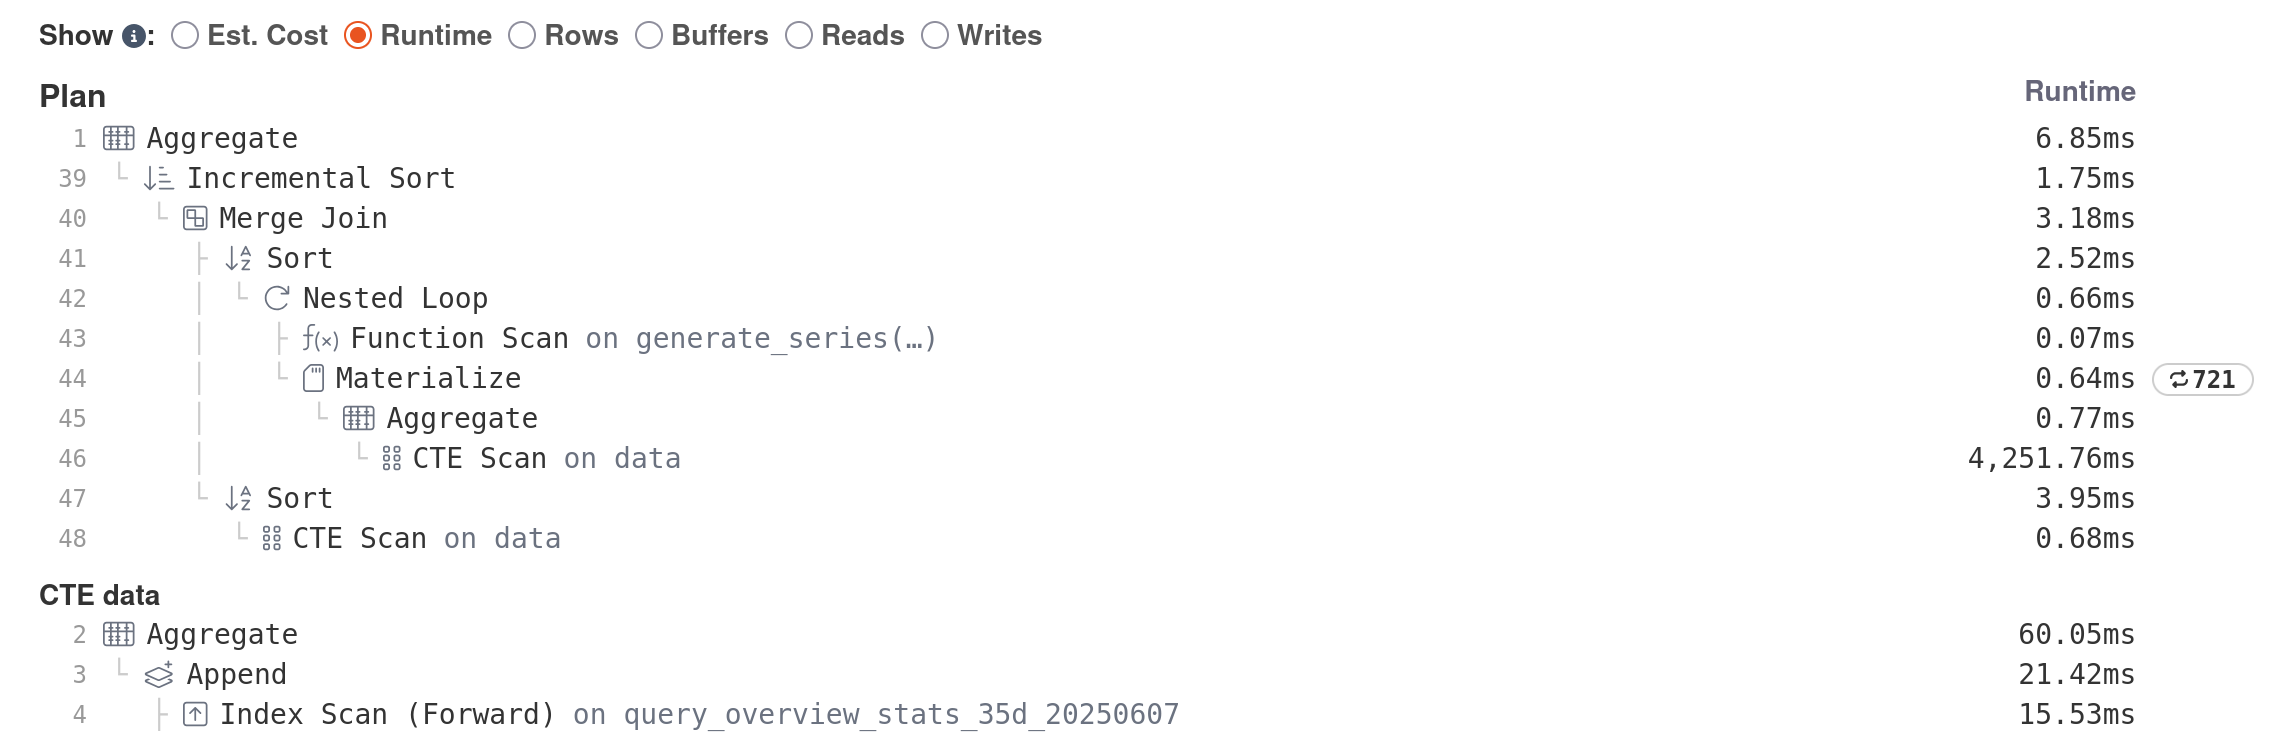 Show : Est. Cost Runtime Rows Buffers Reads Writes
Plan Runtime
1 Aggregate 6.85ms
39 Incremental Sort 1.75ms
40 Merge Join 3.18ms
41 Sort 2.52ms
42 Nested Loop 0.66ms
43 Function Scan on generate_series(…) 0.07ms
44 Materialize 0.64ms 721
45 Aggregate 0.77ms
46 CTE Scan on data 4,251.76ms
47 Sort 3.95ms
48 CTE Scan on data 0.68ms
CTE data
2 Aggregate 60.05ms
3 Append 21.42ms
4 Index Scan (Forward) on query_overview_stats_35d_20250607 15.53ms